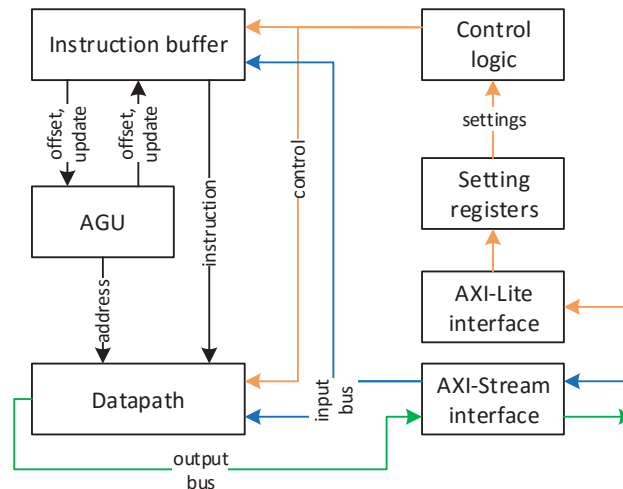 Instruction buffer
Control
logic
offset,
update
offset,
update
settings
control
instruction
Setting
registers
AGU
address
AXI-Lite
interface
Datapath
input
bus
AXI-Stream
interface
output
bus